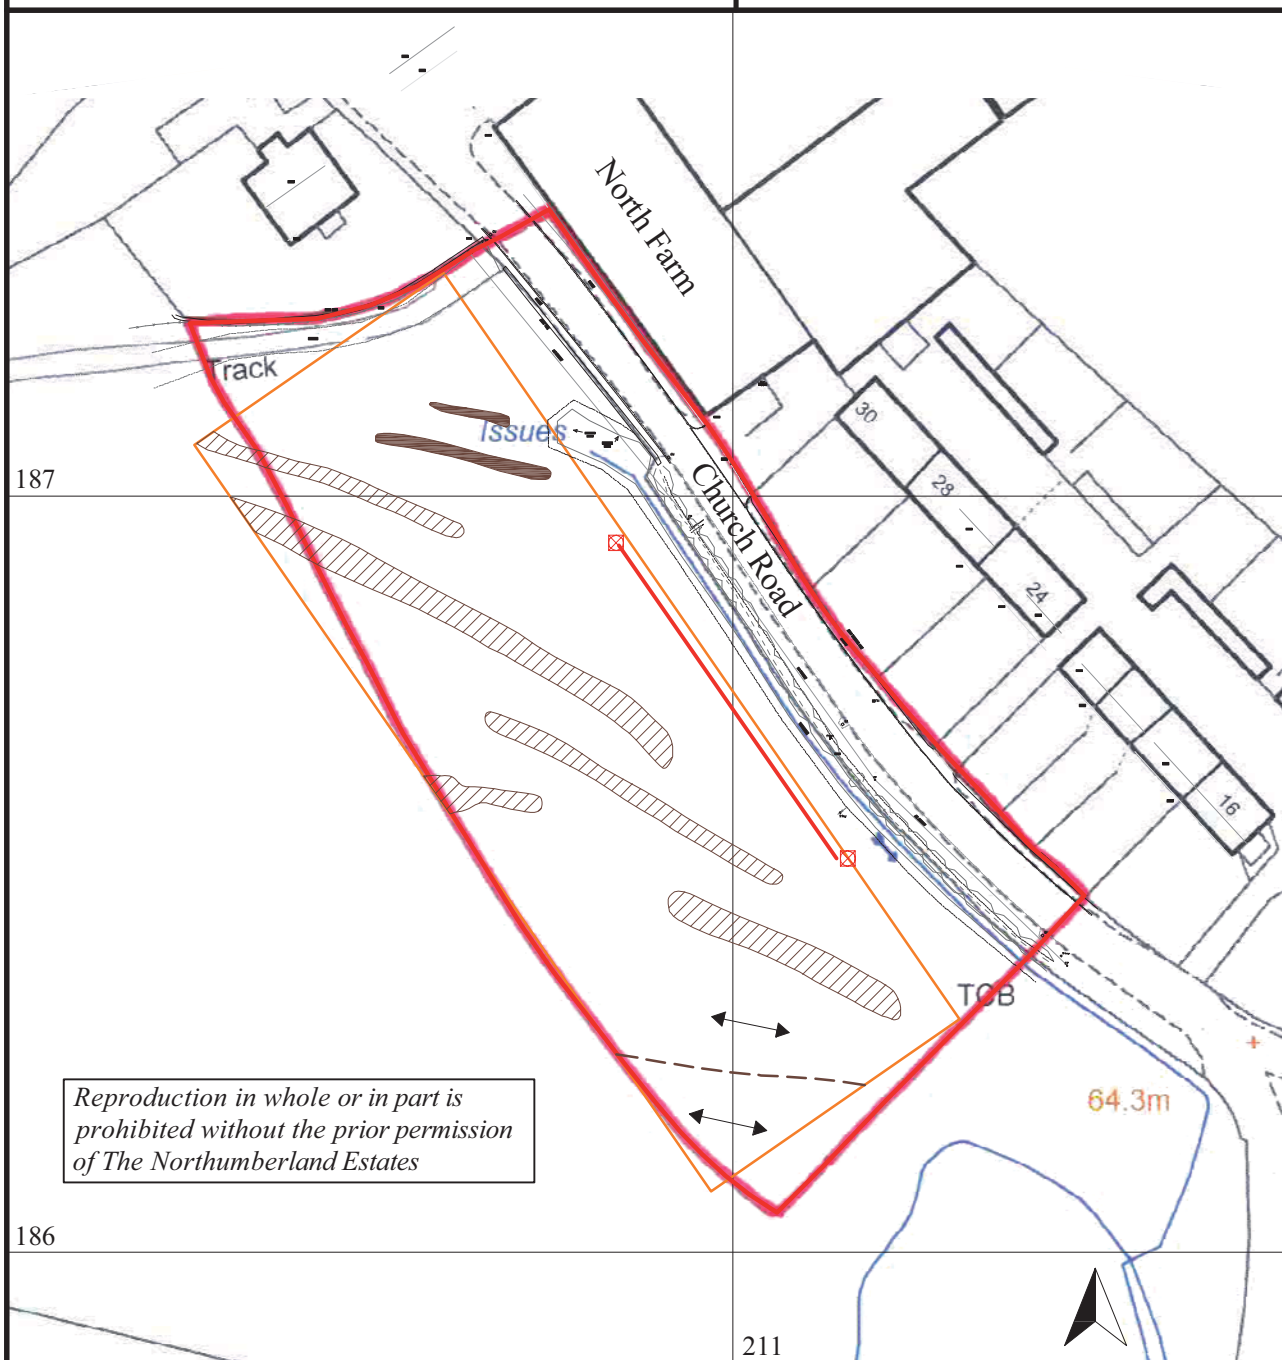 North Farm
Track
Issues
30
187
28
Church Road
24
16
TCB
64.3m
Reproduction in whole or in part is
prohibited without the prior permission
of The Northumberland Estates
186
211